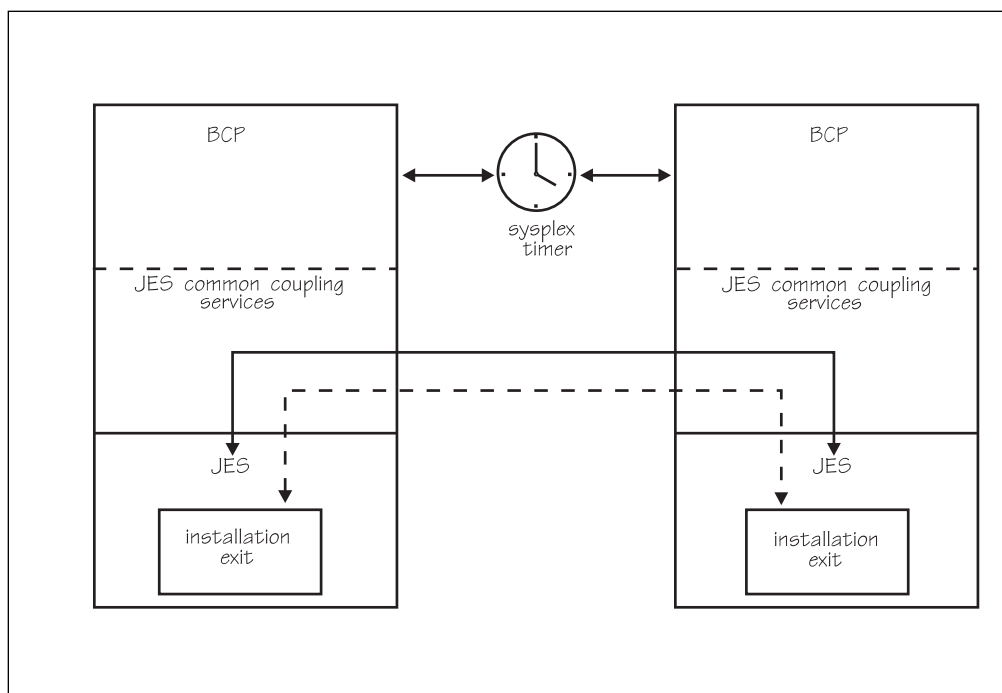 BCP
BCP
sysplex
timer
JES common coupling
services
JES common coupling
services
JES
JES
installation
exit
installation
exit